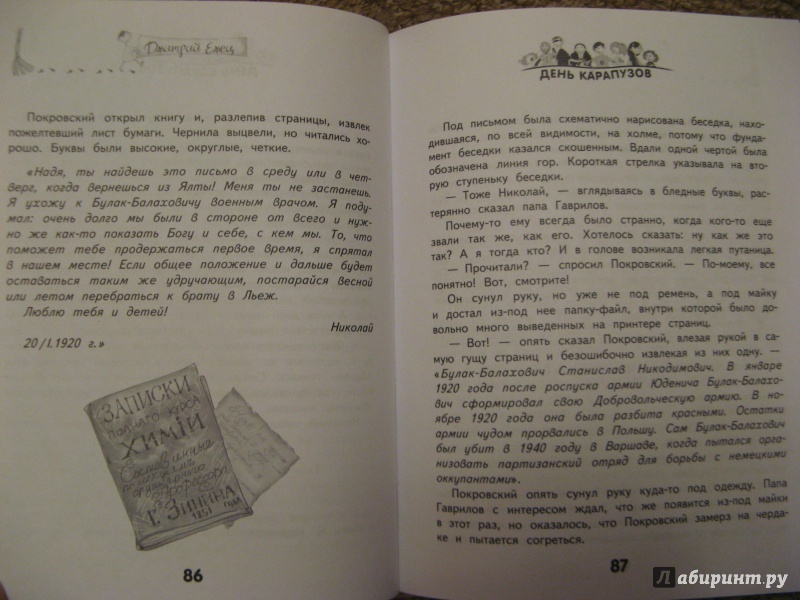 Дмитрий Емец
Покровский открыл книгу и, разлепив страницы, извлек
пожелтевший лист бумаги. Чернила выцвели, но читались хо-
рошо. Буквы были высокие, округлые, четкие.
«Надя, ты найдешь это письмо в среду или в чет-
верг, когда вернешься из Ялты! Меня ты не застанешь.
Я ухожу к Булак-Балаховичу военным врачом. Я поду-
мал: очень долго мы были в стороне от всего и нуж-
но же как-то показать Богу и себе, с кем мы. То, что
поможет тебе продержаться первое время, я спрятал
в нашем месте! Если общее положение и дальше будет
оставаться таким же удручающим, постарайся весной
или летом перебраться к брату в Льеж.
Люблю тебя и детей!
Николай
20/I.1920 г.»
ЗАПИСКИ
полнаго курса
ХИМIИ
Г. ЗИНИНА
1851
86
ДЕНЬ КАРАПУЗОВ
Под письмом была схематично нарисована беседка, нахо-
дившаяся, по всей видимости, на холме, потому что фунда-
мент беседки казался скошенным. Вдали одной чертой была
обозначена линия гор. Короткая стрелка указывала на вто-
рую ступеньку беседки.
— Тоже Николай, — вглядываясь в бледные буквы, рас-
терянно сказал папа Гаврилов.
Почему-то ему всегда было странно, когда кого-то еще
звали так же, как его. Хотелось сказать: ну как же это
так? А я тогда кто? И в голове возникала легкая путаница.
— Прочитали? — спросил Покровский. — По-моему, все
понятно! Вот, смотрите!
Он сунул руку, но уже не под ремень, а под майку
и достал из-под нее папку-файл, внутри которой было до-
вольно много выведенных на принтере страниц.
— Вот! — опять сказал Покровский, влезая рукой в са-
мую гущу страниц и безошибочно извлекая из них одну. —
«Булак-Балахович Станислав Никодимович. В январе
1920 года после роспуска армии Юденича Булак-Балахо-
вич сформировал свою Добровольческую армию. В но-
ябре 1920 года она была разбита красными. Остатки
армии чудом прорвались в Польшу. Сам Булак-Балахович
был убит в 1940 году в Варшаве, когда пытался орга-
низовать партизанский отряд для борьбы с немецкими
оккупантами».
Покровский опять сунул руку куда-то под одежду. Папа
Гаврилов с интересом ждал, что же появится из-под майки
в этот раз, но оказалось, что Покровский замерз на черда-
ке и пытается согреться.
87
Лабиринт.ру